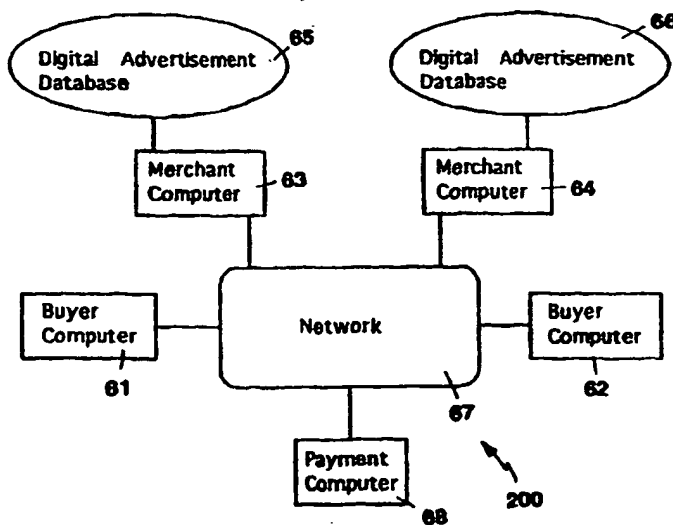 65
Digital Advertisement
Database
66
Digital Advertisement
Database
Merchant
Computer
63
Merchant
Computer
64
Buyer
Computer
61
Network
67
Buyer
Computer
62
Payment
Computer
68
200